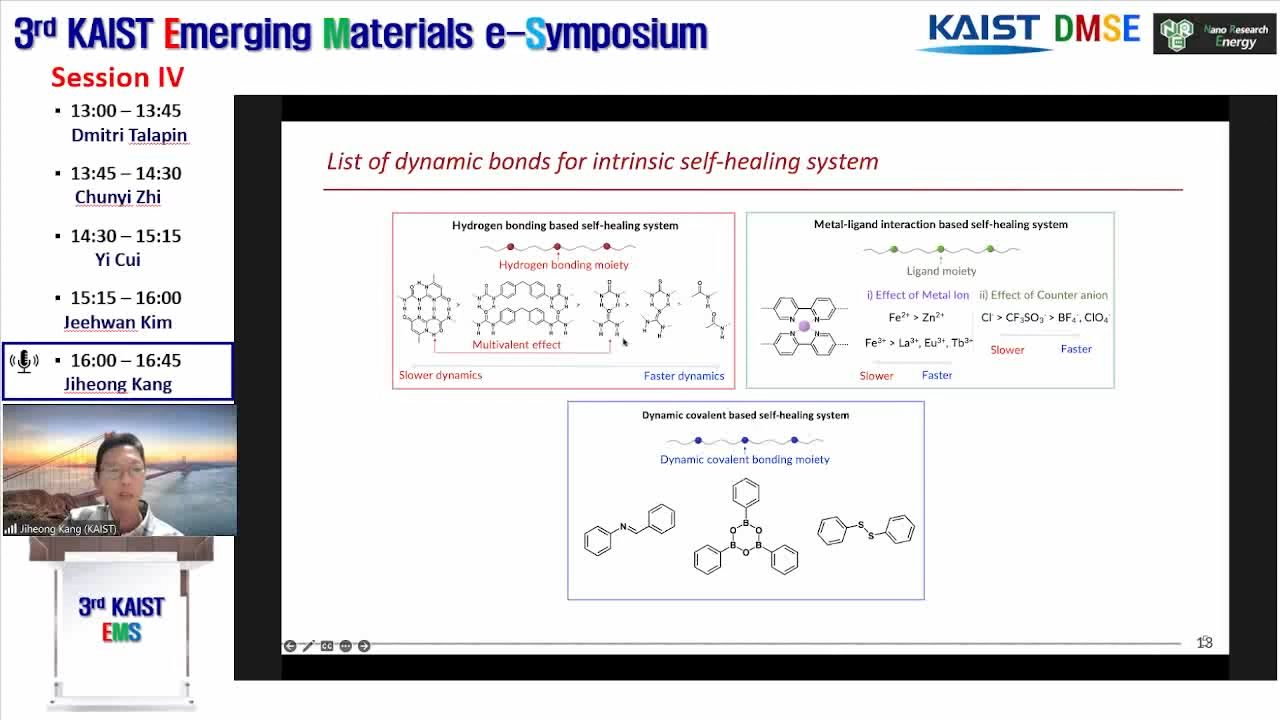 3rd KAIST Emerging Materials e-Symposium
KAIST DMSE
NRE Nano Research Energy
Session IV
▪ 13:00 – 13:45
Dmitri Talapin
▪ 13:45 – 14:30
Chunyi Zhi
▪ 14:30 – 15:15
Yi Cui
▪ 15:15 – 16:00
Jeehwan Kim
▪ 16:00 – 16:45
Jiheong Kang
Jiheong Kang (KAIST)
3rd KAIST
EMS
List of dynamic bonds for intrinsic self-healing system
Hydrogen bonding based self-healing system
Hydrogen bonding moiety
Multivalent effect
Slower dynamics
Faster dynamics
Metal-ligand interaction based self-healing system
Ligand moiety
i) Effect of Metal Ion
Fe2+ > Zn2+
Fe3+ > La3+, Eu3+, Tb3+
Slower
Faster
ii) Effect of Counter anion
Cl- > CF3SO3- > BF4-, ClO4-
Slower
Faster
Dynamic covalent based self-healing system
Dynamic covalent bonding moiety
N
B
O
O
B
B
O
S
S
CC